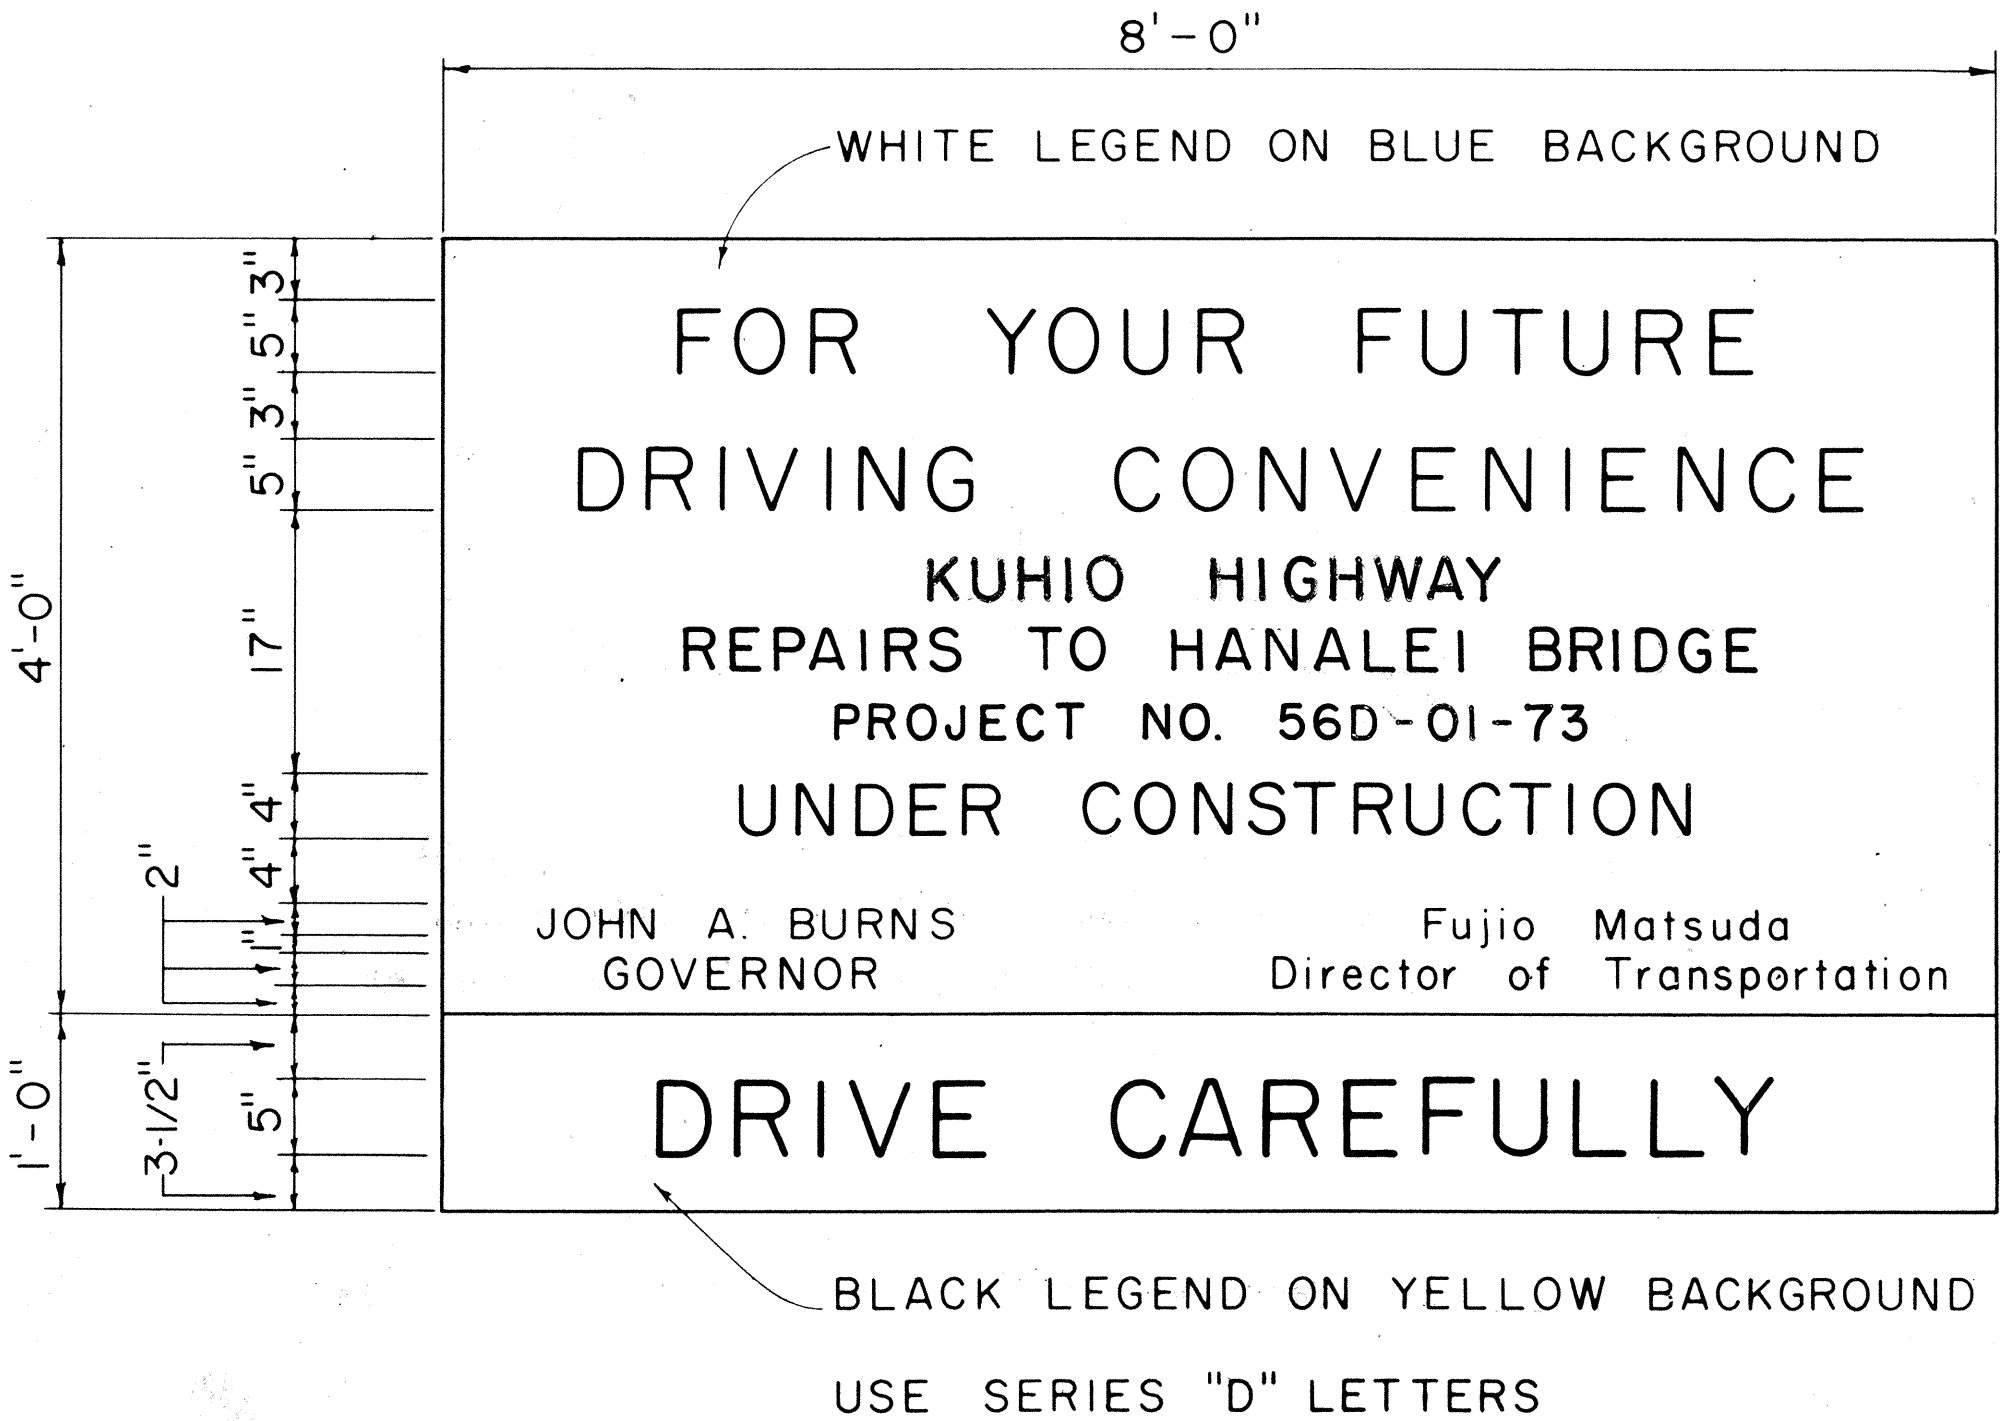 8'-0"
WHITE LEGEND ON BLUE BACKGROUND
3"
5"
3"
5"
17"
4"
4"
2"
1"
4'-0"
FOR YOUR FUTURE
DRIVING CONVENIENCE
KUHIO HIGHWAY
REPAIRS TO HANALEI BRIDGE
PROJECT NO. 56D-01-73
UNDER CONSTRUCTION
JOHN A. BURNS
GOVERNOR
Fujio Matsuda
Director of Transportation
1'-0"
3-1/2"
5"
DRIVE CAREFULLY
BLACK LEGEND ON YELLOW BACKGROUND
USE SERIES "D" LETTERS